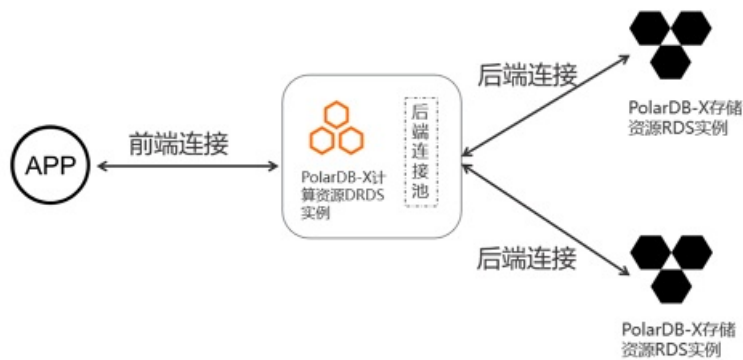 APP
前端连接
PolarDB-X计
算资源DRDS
实例
后
端
连
接
池
后端连接
PolarDB-X存储
资源RDS实例
后端连接
PolarDB-X存储
资源RDS实例